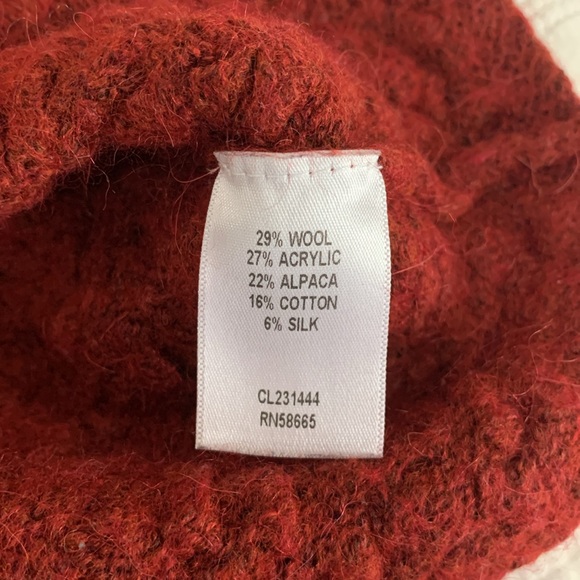 29% WOOL
27% ACRYLIC
22% ALPACA
16% COTTON
6% SILK
CL231444
RN58665